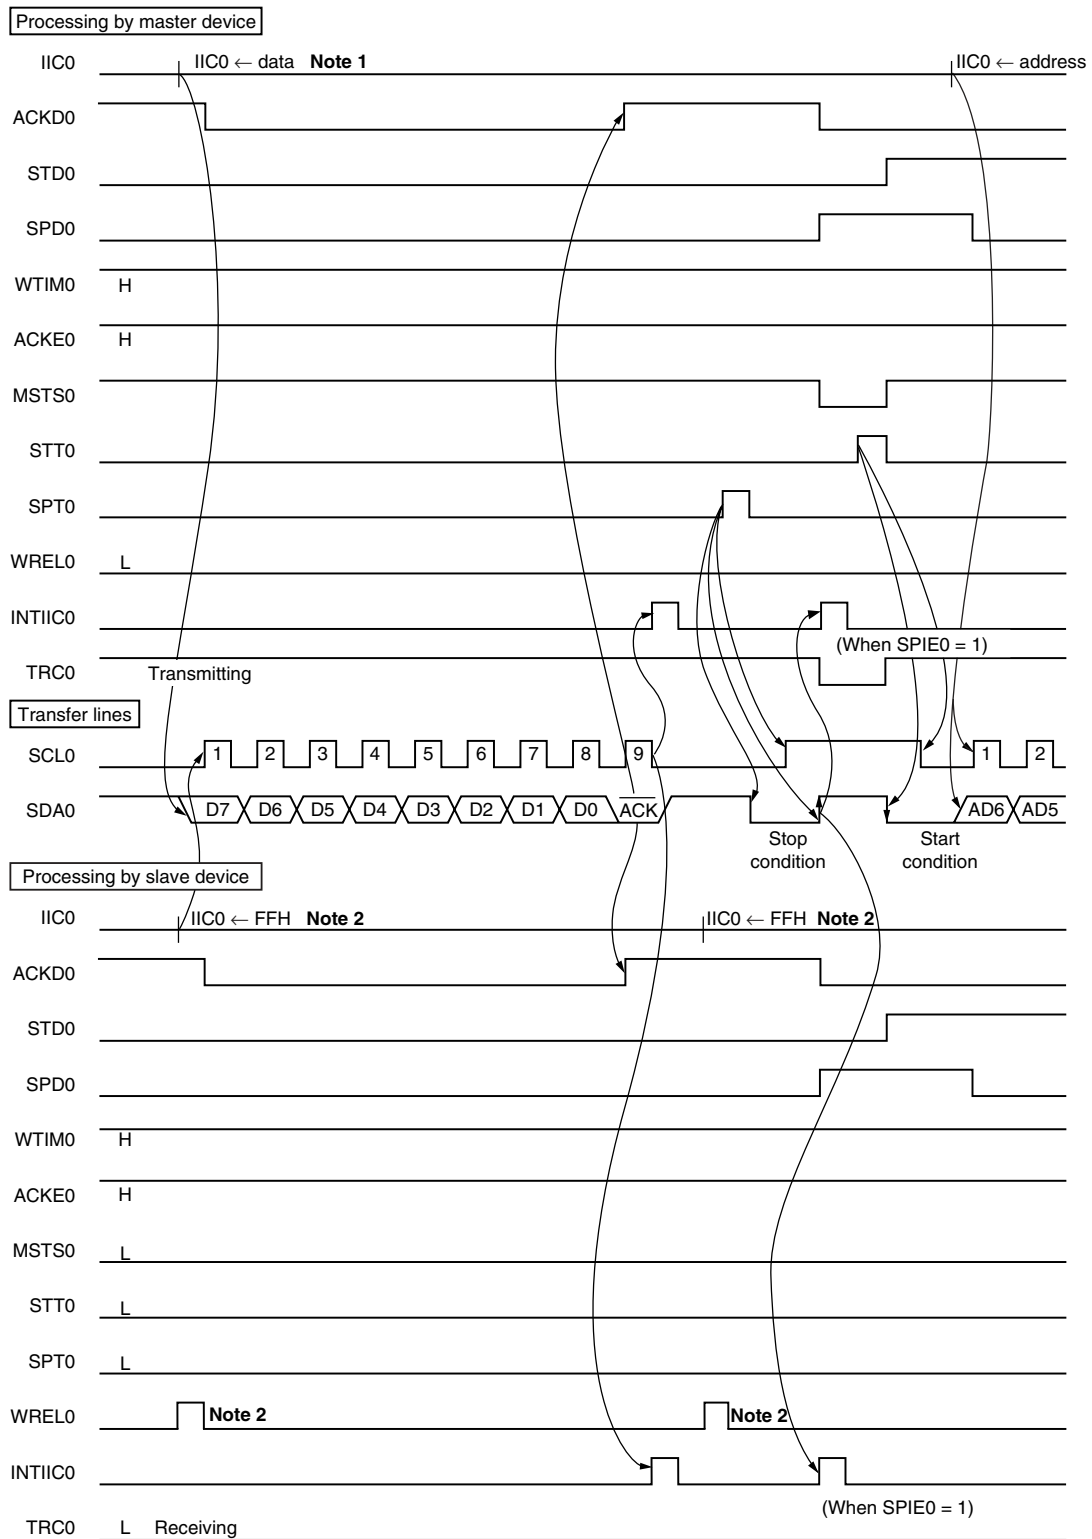 Processing by master device
IIC0 IIC0 ← data Note 1 IIC0 ← address
ACKD0
STD0
SPD0
WTIM0 H
ACKE0 H
MSTS0
STT0
SPT0
WREL0 L
INTIIC0
(When SPIE0 = 1)
TRC0 Transmitting
Transfer lines
SCL0 1 2 3 4 5 6 7 8 9 1 2
SDA0 D7 D6 D5 D4 D3 D2 D1 D0 A̅C̅K̅ AD6 AD5
Stop condition
Start condition
Processing by slave device
IIC0 IIC0 ← FFH Note 2 IIC0 ← FFH Note 2
ACKD0
STD0
SPD0
WTIM0 H
ACKE0 H
MSTS0 L
STT0 L
SPT0 L
WREL0 Note 2 Note 2
INTIIC0
(When SPIE0 = 1)
TRC0 L Receiving